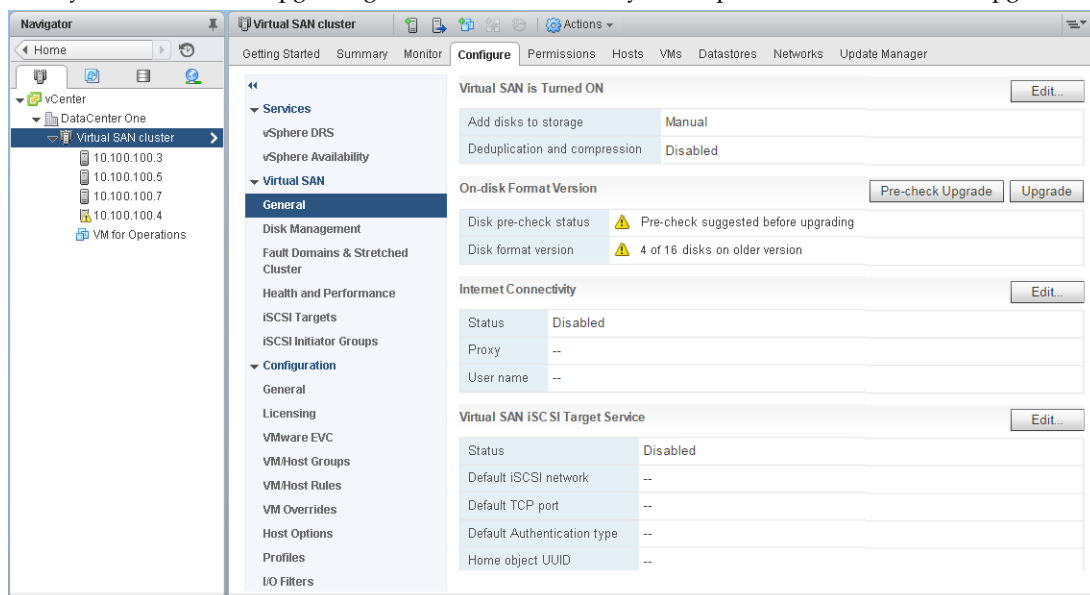 Navigator
Home
vCenter
DataCenter One
Virtual SAN cluster
10.100.100.3
10.100.100.5
10.100.100.7
10.100.100.4
VM for Operations
Virtual SAN cluster
Actions
Getting Started Summary Monitor Configure Permissions Hosts VMs Datastores Networks Update Manager
Services
vSphere DRS
vSphere Availability
Virtual SAN
General
Disk Management
Fault Domains & Stretched
Cluster
Health and Performance
iSCSI Targets
iSCSI Initiator Groups
Configuration
General
Licensing
VMware EVC
VM/Host Groups
VM/Host Rules
VM Overrides
Host Options
Profiles
I/O Filters
Virtual SAN is Turned ON Edit...
Add disks to storage Manual
Deduplication and compression Disabled
On-disk Format Version Pre-check Upgrade Upgrade
Disk pre-check status Pre-check suggested before upgrading
Disk format version 4 of 16 disks on older version
Internet Connectivity Edit...
Status Disabled
Proxy --
User name --
Virtual SAN iSCSI Target Service Edit...
Status Disabled
Default iSCSI network --
Default TCP port --
Default Authentication type --
Home object UUID --